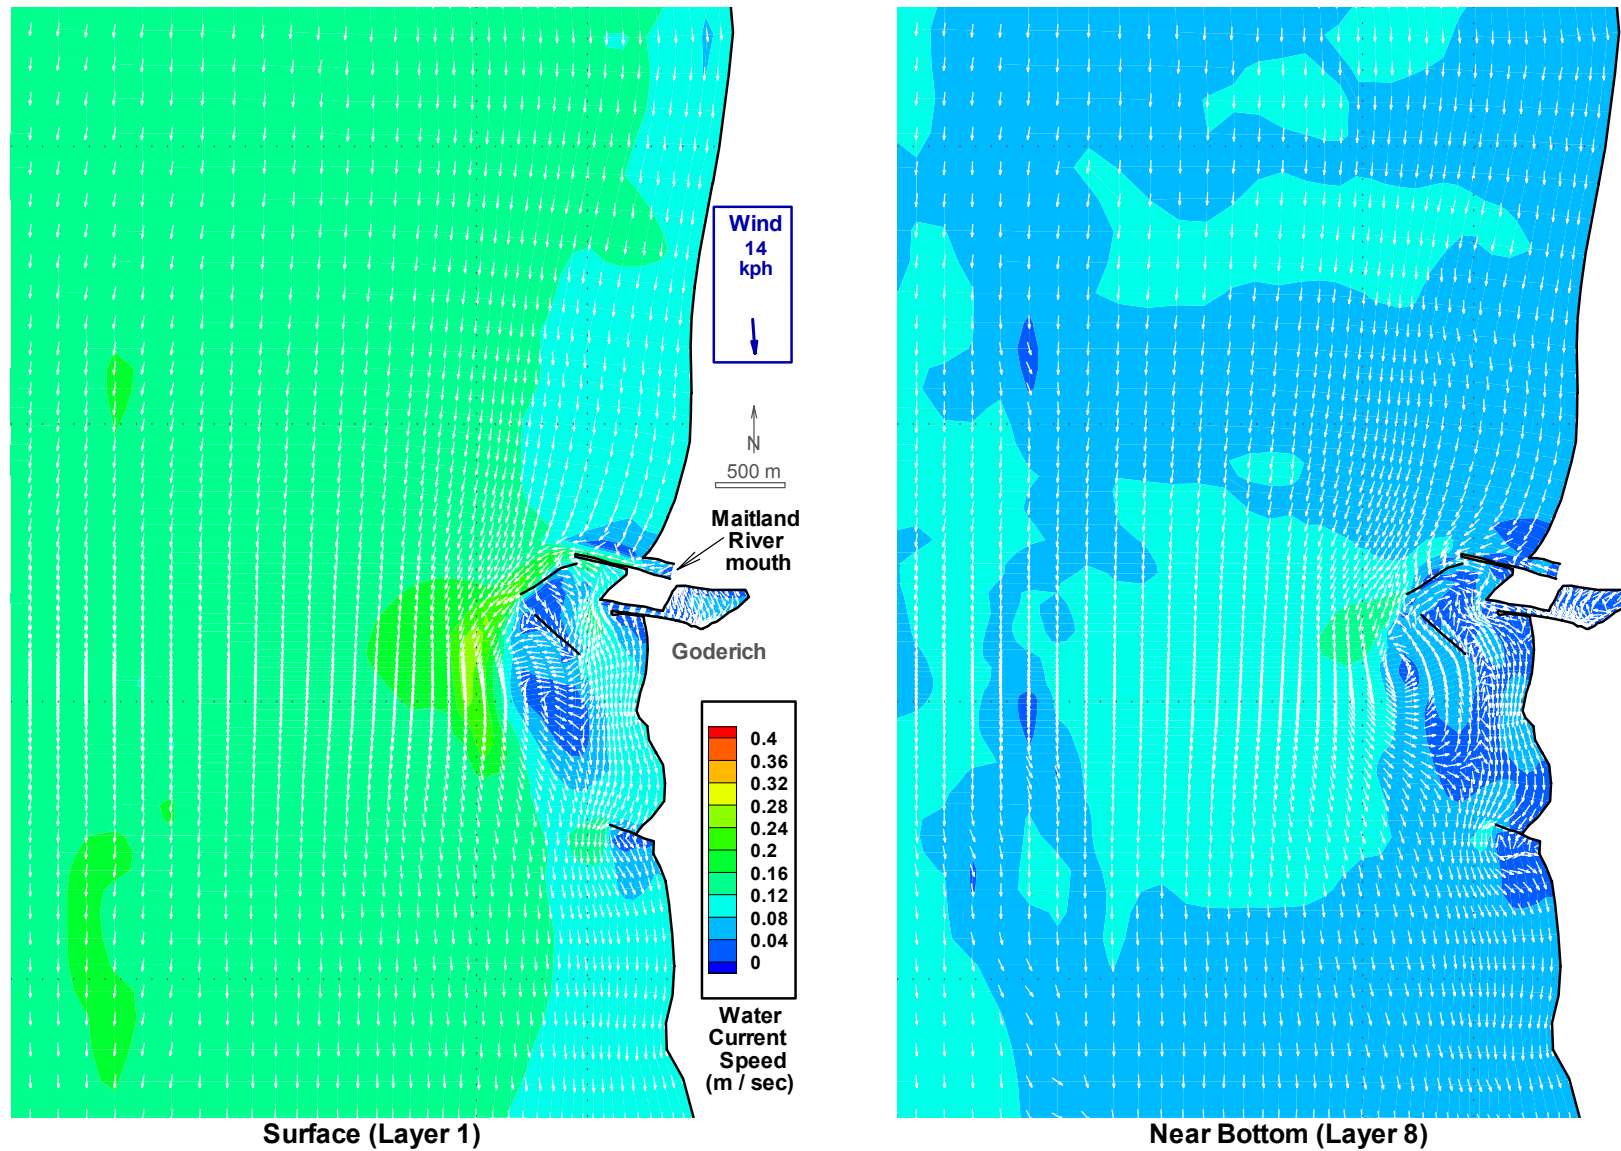 Wind
14
kph
N
500 m
Maitland
River
mouth
Goderich
0.4
0.36
0.32
0.28
0.24
0.2
0.16
0.12
0.08
0.04
0
Water
Current
Speed
(m / sec)
Surface (Layer 1)
Near Bottom (Layer 8)